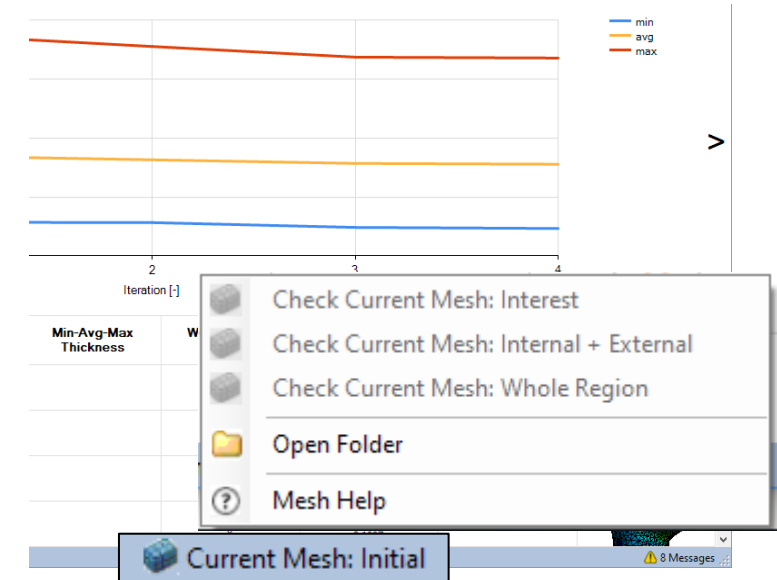 min
avg
max
>
2
3
4
Iteration [-]
Min-Avg-Max
Thickness
W
Check Current Mesh: Interest
Check Current Mesh: Internal + External
Check Current Mesh: Whole Region
Open Folder
Mesh Help
Current Mesh: Initial
8 Messages